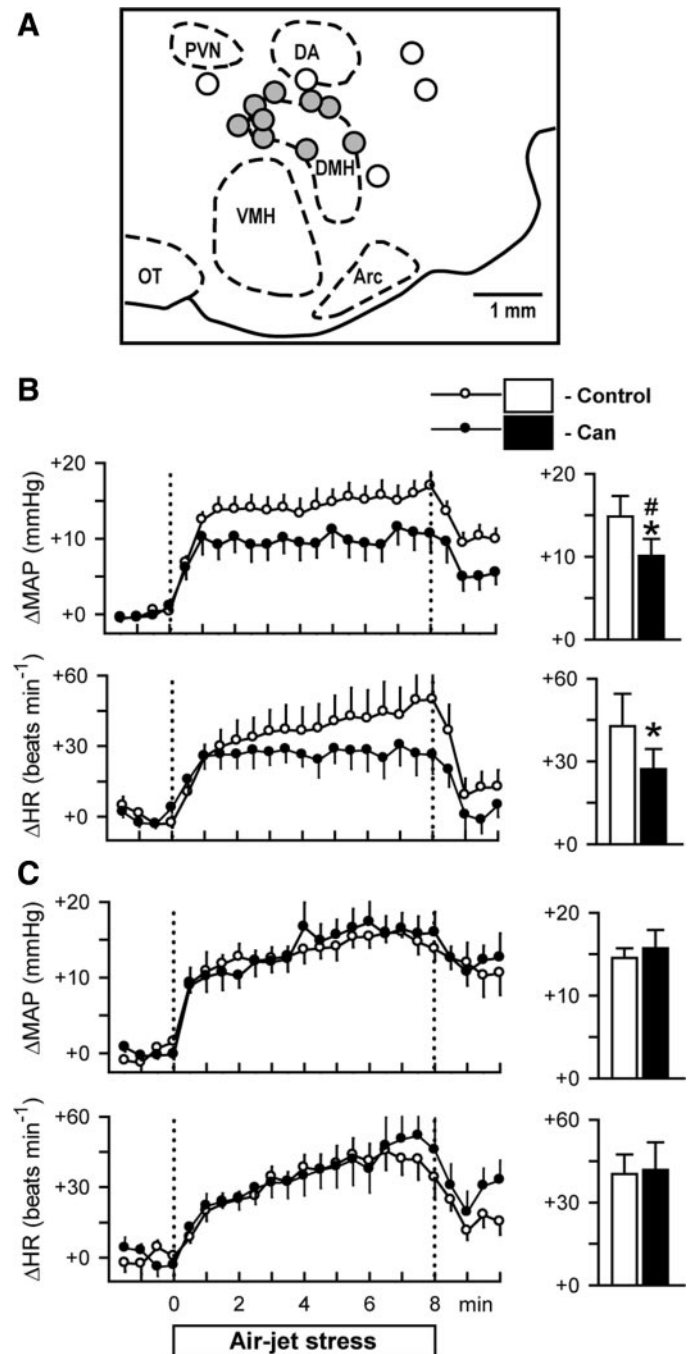 A
PVN
DA
DMH
VMH
OT
Arc
1 mm
B
- Control
- Can
ΔMAP (mmHg)
+20
+10
+0
+20
#
*
+10
+0
ΔHR (beats min⁻¹)
+60
+30
+0
+60
*
+30
+0
C
ΔMAP (mmHg)
+20
+10
+0
+20
+10
+0
ΔHR (beats min⁻¹)
+60
+30
+0
+60
+30
+0
0 2 4 6 8 min
Air-jet stress